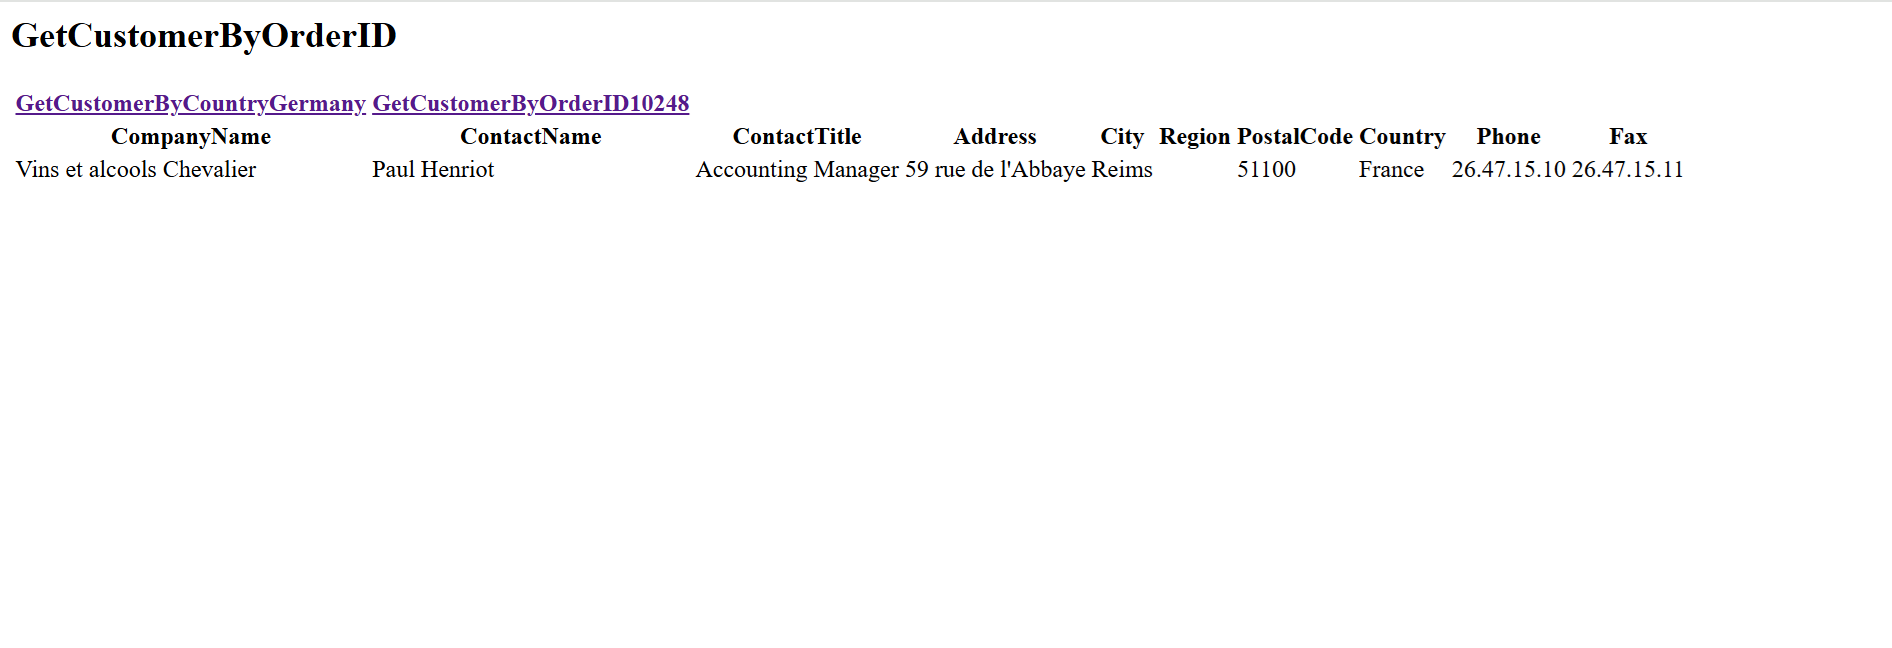 GetCustomerByOrderID
GetCustomerByCountryGermany GetCustomerByOrderID10248
CompanyName ContactName ContactTitle Address City Region PostalCode Country Phone Fax
Vins et alcools Chevalier Paul Henriot Accounting Manager 59 rue de l'Abbaye Reims 51100 France 26.47.15.10 26.47.15.11